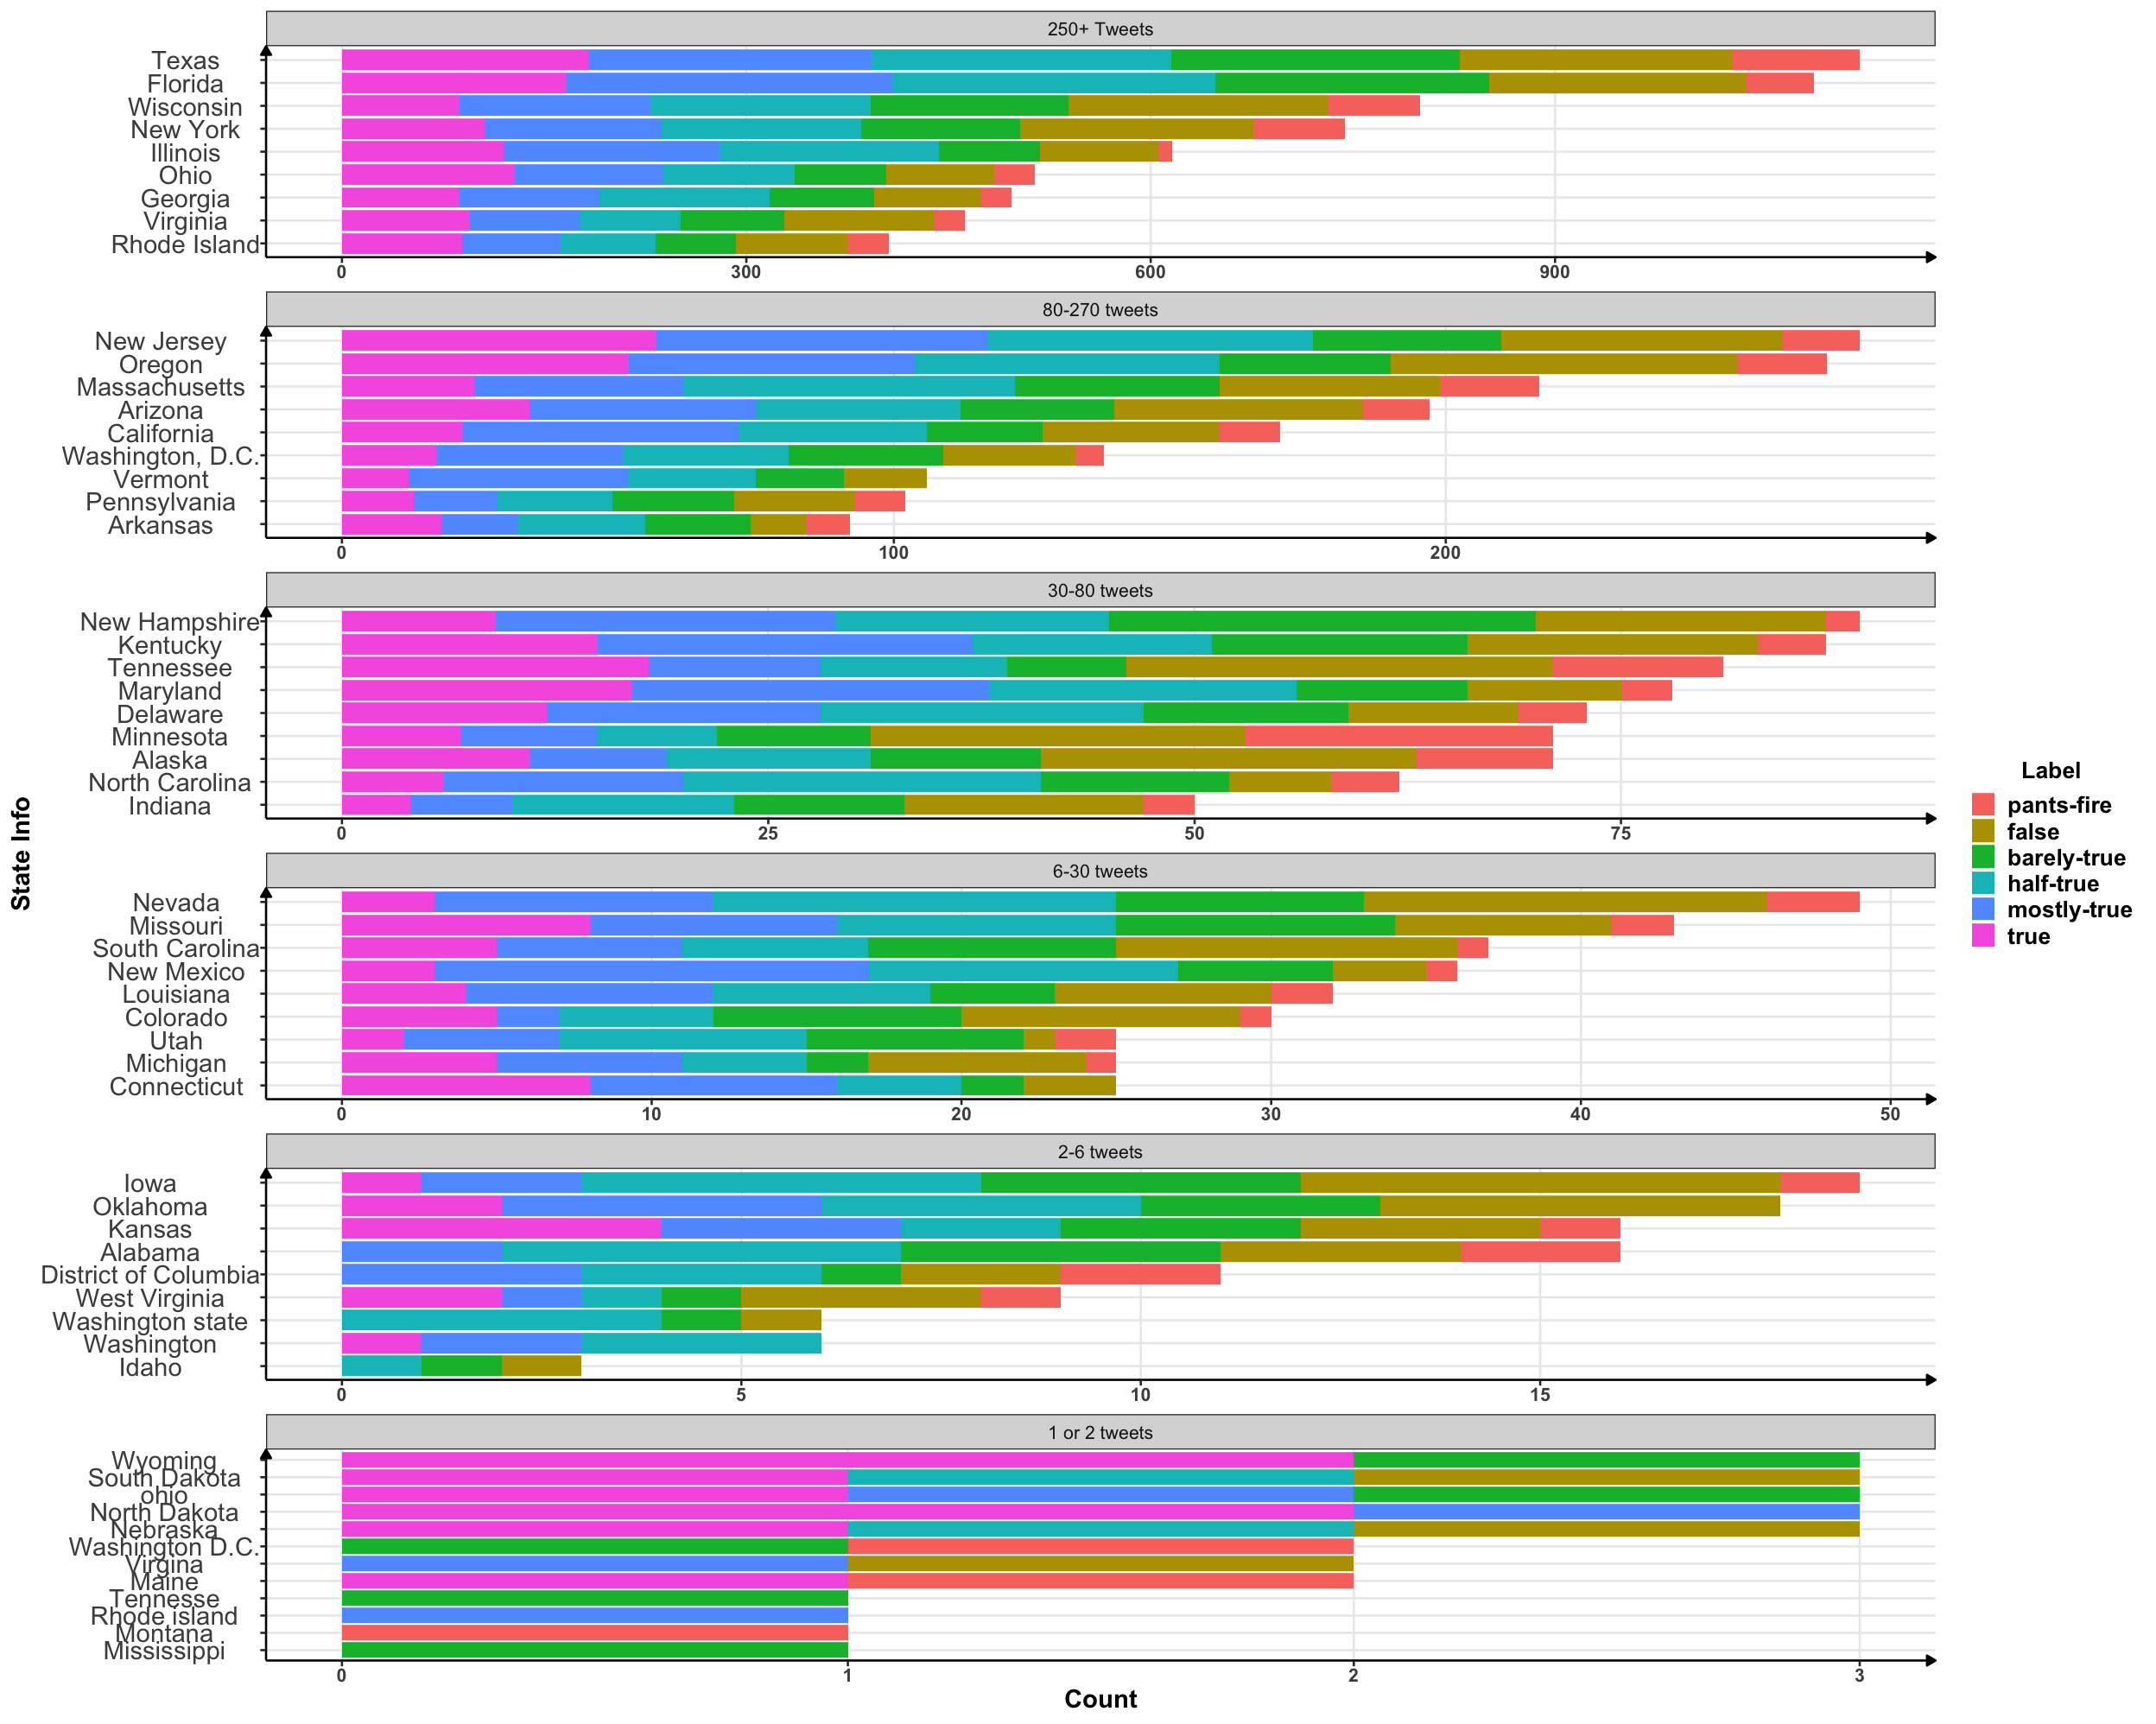 250+ Tweets
Texas
Florida
Wisconsin
New York
Illinois
Ohio
Georgia
Virginia
Rhode Island
0 300 600 900
80-270 tweets
New Jersey
Oregon
Massachusetts
Arizona
California
Washington, D.C.
Vermont
Pennsylvania
Arkansas
0 100 200
30-80 tweets
New Hampshire
Kentucky
Tennessee
Maryland
Delaware
Minnesota
Alaska
North Carolina
Indiana
0 25 50 75
6-30 tweets
Nevada
Missouri
South Carolina
New Mexico
Louisiana
Colorado
Utah
Michigan
Connecticut
0 10 20 30 40 50
2-6 tweets
Iowa
Oklahoma
Kansas
Alabama
District of Columbia
West Virginia
Washington state
Washington
Idaho
0 5 10 15
1 or 2 tweets
Wyoming
South Dakota
ohio
North Dakota
Nebraska
Washington D.C.
Virgina
Maine
Tennesse
Rhode island
Montana
Mississippi
0 1 2 3
Count
State Info
Label
pants-fire
false
barely-true
half-true
mostly-true
true